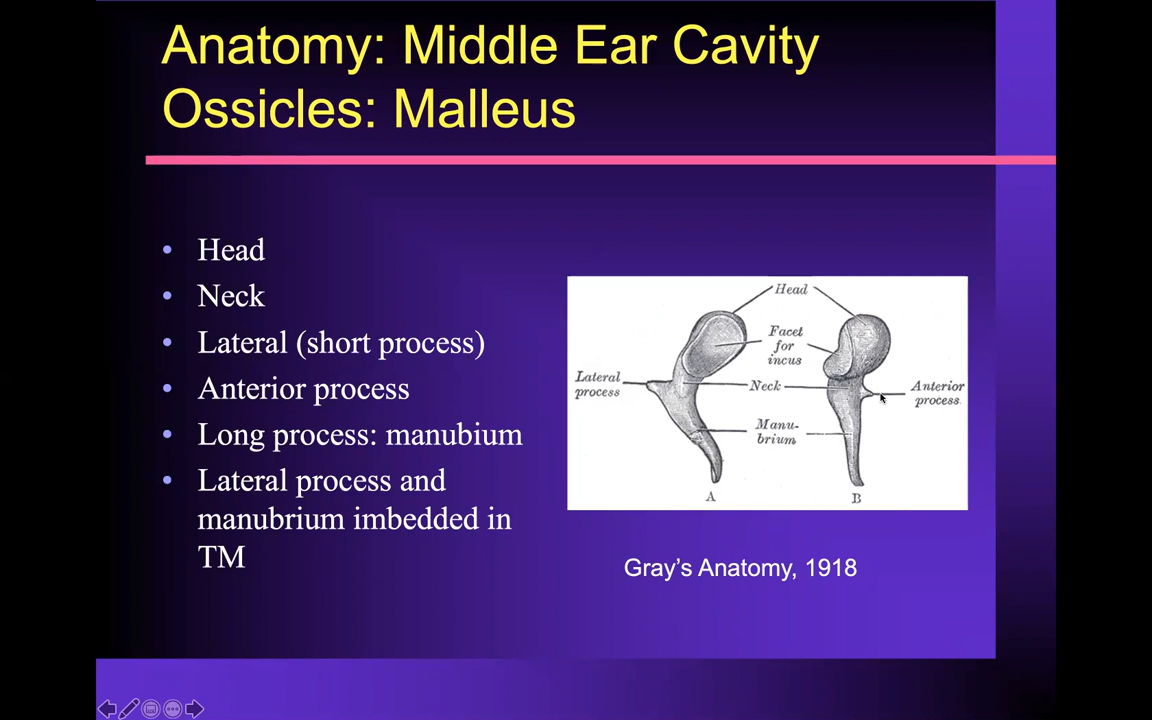 Anatomy: Middle Ear Cavity
Ossicles: Malleus
• Head
• Neck
• Lateral (short process)
• Anterior process
• Long process: manubium
• Lateral process and
manubrium imbedded in
TM
Head
Facet
for
incus
Lateral
process
Neck
Anterior
process.
Manu-
brium
A
B
Gray's Anatomy, 1918